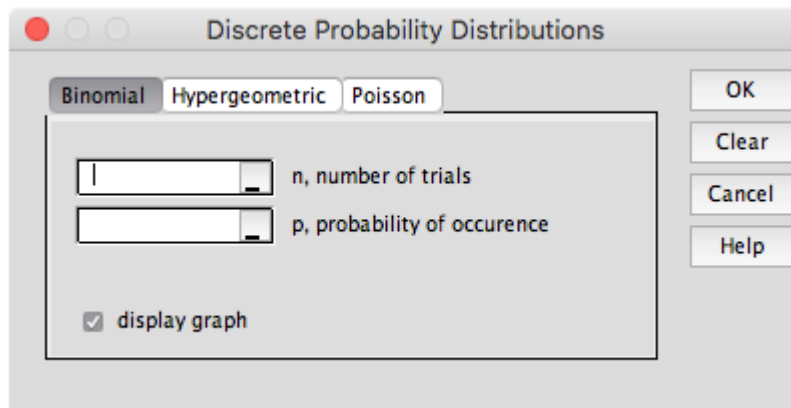 Discrete Probability Distributions
Binomial Hypergeometric Poisson
n, number of trials
p, probability of occurence
display graph
OK
Clear
Cancel
Help